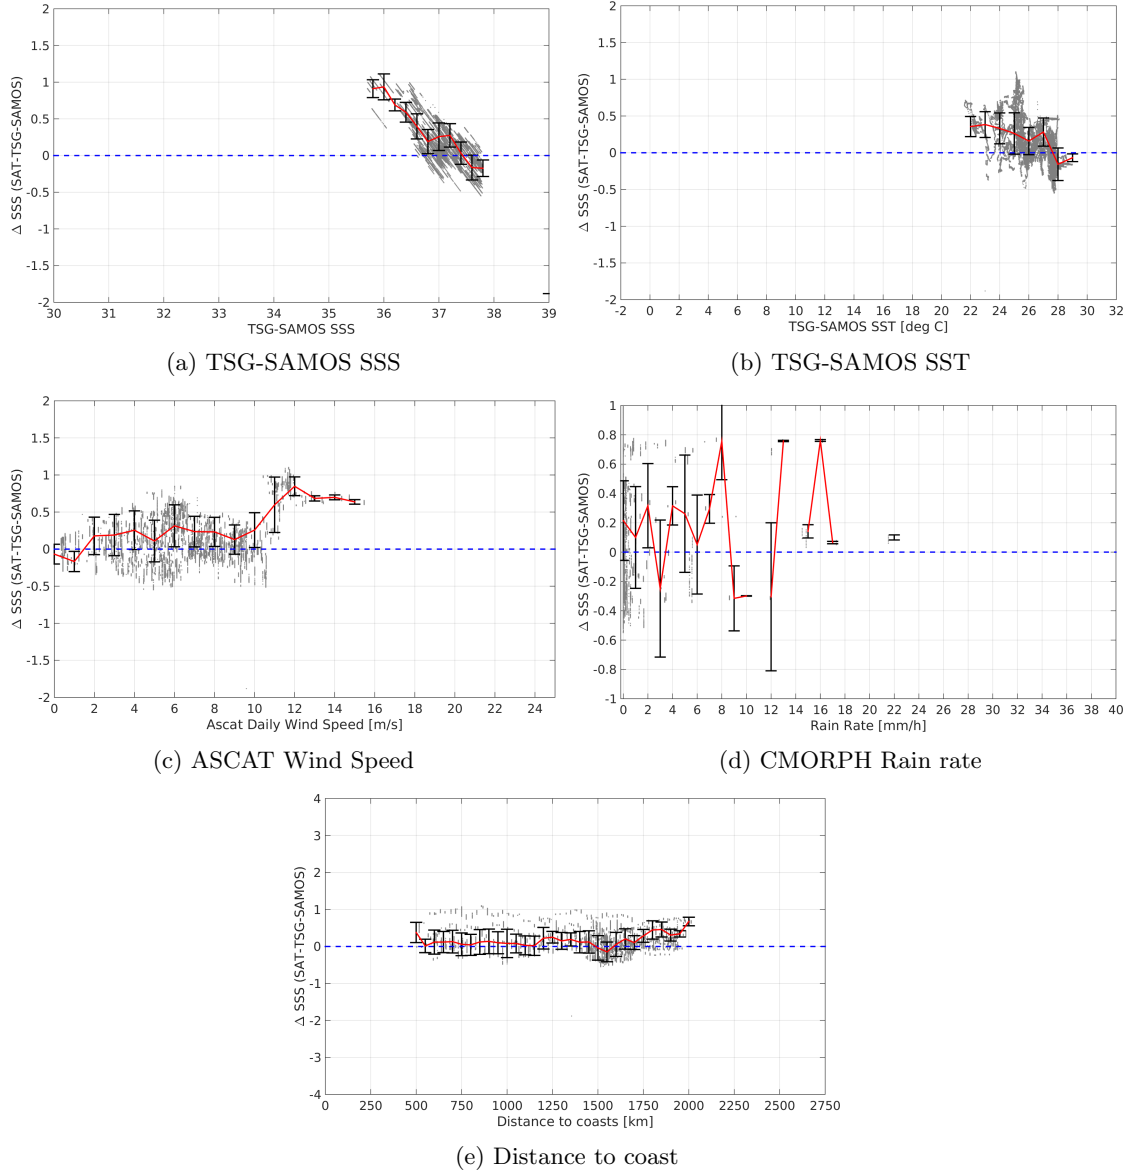 2
1.5
1
0.5
0
-0.5
-1
-1.5
-2
Δ SSS (SAT-TSG-SAMOS)
30 31 32 33 34 35 36 37 38 39
TSG-SAMOS SSS
(a) TSG-SAMOS SSS
2
1.5
1
0.5
0
-0.5
-1
-1.5
-2
Δ SSS (SAT-TSG-SAMOS)
-2 0 2 4 6 8 10 12 14 16 18 20 22 24 26 28 30 32
TSG-SAMOS SST [deg C]
(b) TSG-SAMOS SST
2
1.5
1
0.5
0
-0.5
-1
-1.5
-2
Δ SSS (SAT-TSG-SAMOS)
0 2 4 6 8 10 12 14 16 18 20 22 24
Ascat Daily Wind Speed [m/s]
(c) ASCAT Wind Speed
1
0.8
0.6
0.4
0.2
0
-0.2
-0.4
-0.6
-0.8
-1
Δ SSS (SAT-TSG-SAMOS)
0 2 4 6 8 10 12 14 16 18 20 22 24 26 28 30 32 34 36 38 40
Rain Rate [mm/h]
(d) CMORPH Rain rate
4
3
2
1
0
-1
-2
-3
-4
Δ SSS (SAT-TSG-SAMOS)
0 250 500 750 1000 1250 1500 1750 2000 2250 2500 2750
Distance to coasts [km]
(e) Distance to coast